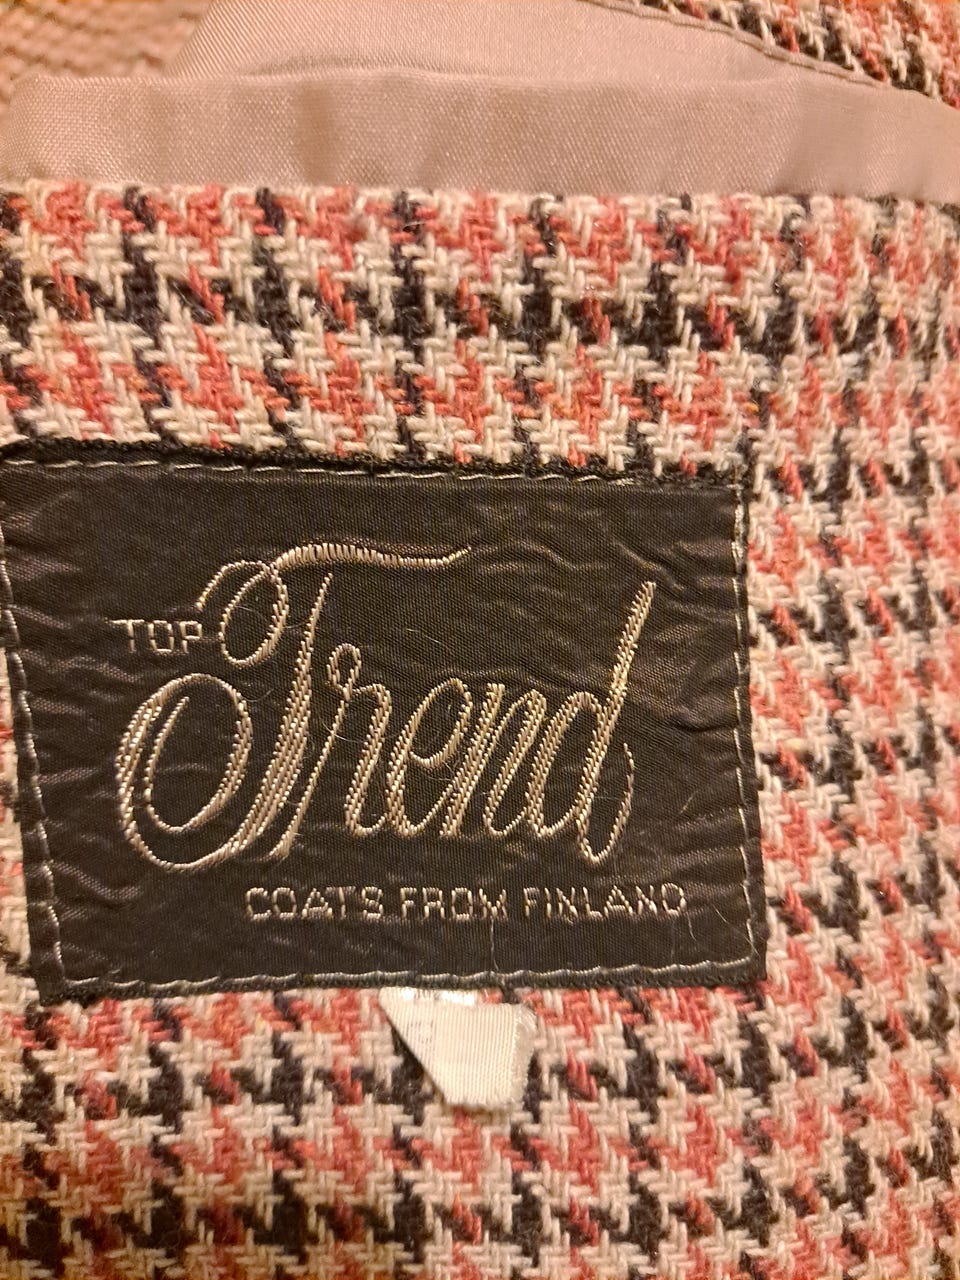 TOP
Trend
COATS FROM FINLAND